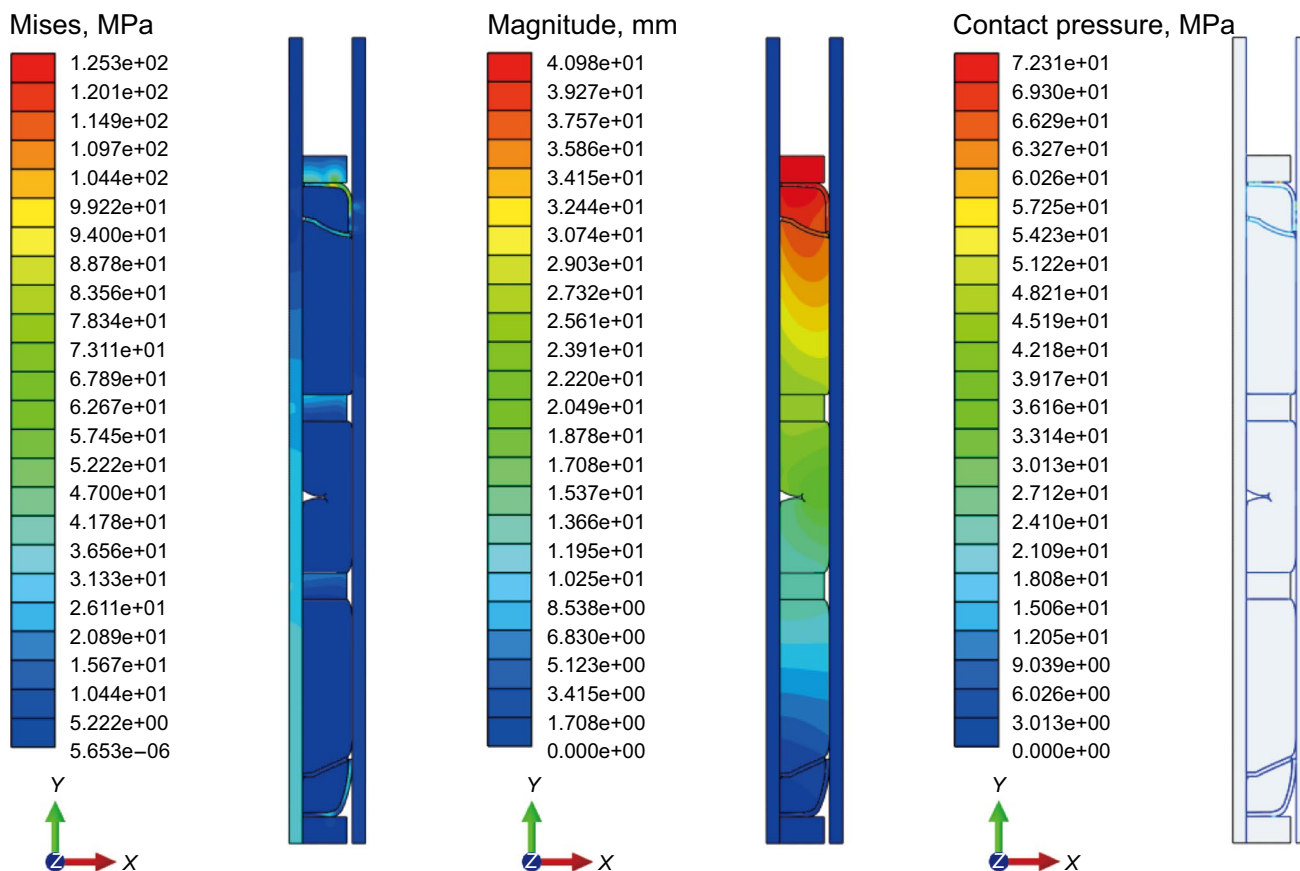 Mises, MPa
1.253e+02
1.201e+02
1.149e+02
1.097e+02
1.044e+02
9.922e+01
9.400e+01
8.878e+01
8.356e+01
7.834e+01
7.311e+01
6.789e+01
6.267e+01
5.745e+01
5.222e+01
4.700e+01
4.178e+01
3.656e+01
3.133e+01
2.611e+01
2.089e+01
1.567e+01
1.044e+01
5.222e+00
5.653e−06
Y
Z
X
Magnitude, mm
4.098e+01
3.927e+01
3.757e+01
3.586e+01
3.415e+01
3.244e+01
3.074e+01
2.903e+01
2.732e+01
2.561e+01
2.391e+01
2.220e+01
2.049e+01
1.878e+01
1.708e+01
1.537e+01
1.366e+01
1.195e+01
1.025e+01
8.538e+00
6.830e+00
5.123e+00
3.415e+00
1.708e+00
0.000e+00
Y
Z
X
Contact pressure, MPa
7.231e+01
6.930e+01
6.629e+01
6.327e+01
6.026e+01
5.725e+01
5.423e+01
5.122e+01
4.821e+01
4.519e+01
4.218e+01
3.917e+01
3.616e+01
3.314e+01
3.013e+01
2.712e+01
2.410e+01
2.109e+01
1.808e+01
1.506e+01
1.205e+01
9.039e+00
6.026e+00
3.013e+00
0.000e+00
Y
Z
X